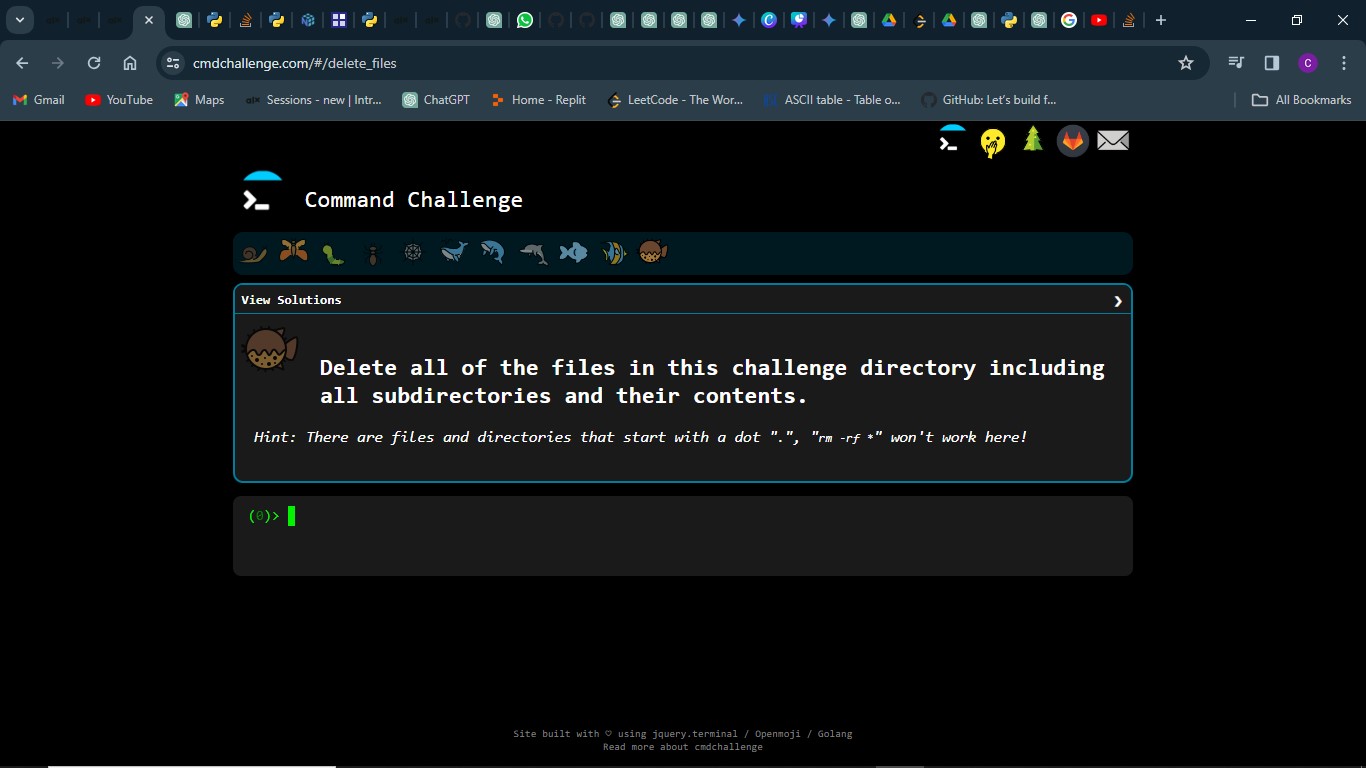 cmdchallenge.com/#/delete_files
C
Gmail
YouTube
Maps
Sessions - new | Intr...
ChatGPT
Home - Replit
LeetCode - The Wor...
ASCII table - Table o...
GitHub: Let's build f...
All Bookmarks
Command Challenge
View Solutions
Delete all of the files in this challenge directory including
all subdirectories and their contents.
Hint: There are files and directories that start with a dot ".", "rm -rf *" won't work here!
(0)>
Site built with ♡ using jquery.terminal / Openmoji / Golang
Read more about cmdchallenge